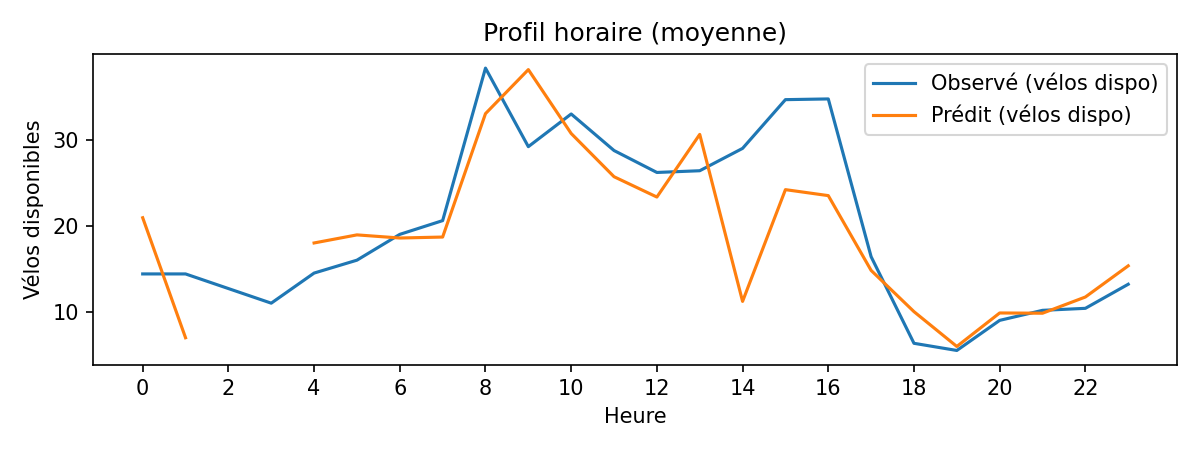 Profil horaire (moyenne)
Observé (vélos dispo)
Prédit (vélos dispo)
Vélos disponibles
30
20
10
0 2 4 6 8 10 12 14 16 18 20 22
Heure